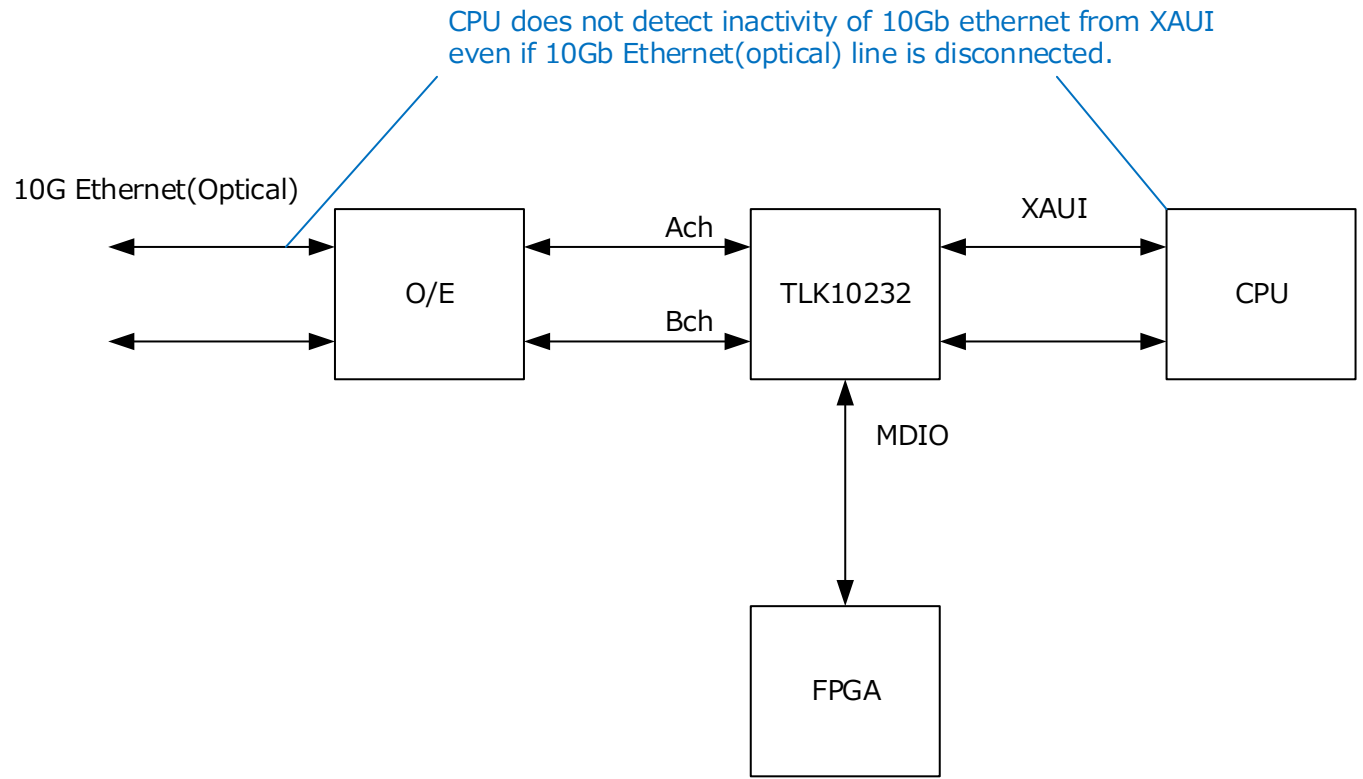 CPU does not detect inactivity of 10Gb ethernet from XAUI
even if 10Gb Ethernet(optical) line is disconnected.
10G Ethernet(Optical)
Ach
XAUI
O/E
TLK10232
CPU
Bch
MDIO
FPGA